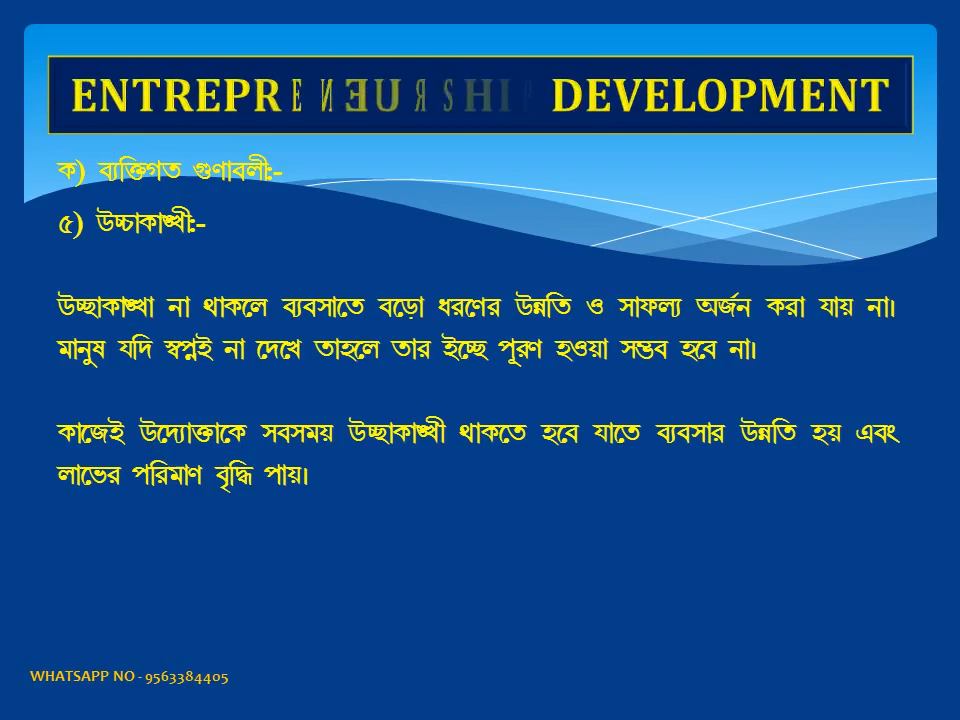 ENTREPRENEURSHIP DEVELOPMENT
ক) ব্যক্তিগত গুণাবলী:-
৫) উচ্চাকাঙ্খী:-
উচ্ছাকাঙ্খা না থাকলে ব্যবসাতে বড়ো ধরণের উন্নতি ও সাফল্য অর্জন করা যায় না।
মানুষ যদি স্বপ্নই না দেখে তাহলে তার ইচ্ছে পূরণ হওয়া সম্ভব হবে না।
কাজেই উদ্যোক্তাকে সবসময় উচ্ছাকাঙ্খী থাকতে হবে যাতে ব্যবসার উন্নতি হয় এবং
লাভের পরিমাণ বৃদ্ধি পায়।
WHATSAPP NO - 9563384405